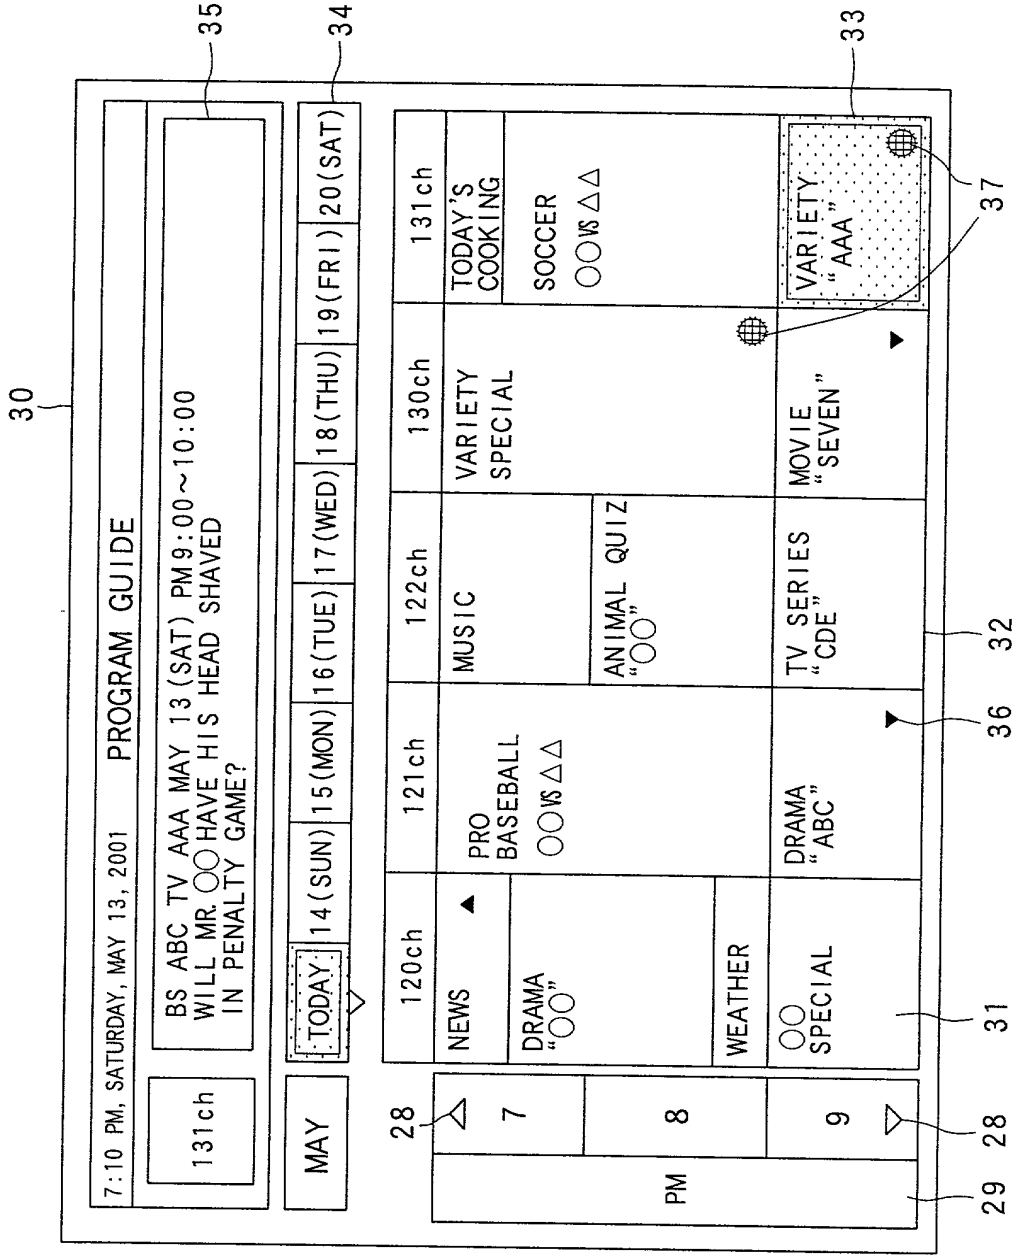 30
35
34
7:10 PM, SATURDAY, MAY 13, 2001
PROGRAM GUIDE
131ch
BS ABC TV AAA MAY 13(SAT) PM9:00~10:00
WILL MR. ○○ HAVE HIS HEAD SHAVED
IN PENALTY GAME?
MAY
TODAY
14(SUN)
15(MON)
16(TUE)
17(WED)
18(THU)
19(FRI)
20(SAT)
28
120ch
121ch
122ch
130ch
131ch
PM
7
8
9
NEWS
DRAMA
“○○”
WEATHER
○○
SPECIAL
PRO
BASEBALL
○○VS△△
DRAMA
“ABC”
MUSIC
ANIMAL QUIZ
“○○”
TV SERIES
“CDE”
VARIETY
SPECIAL
MOVIE
“SEVEN”
TODAY'S
COOKING
SOCCER
○○VS△△
VARIETY
“AAA”
33
37
29
28
31
36
32